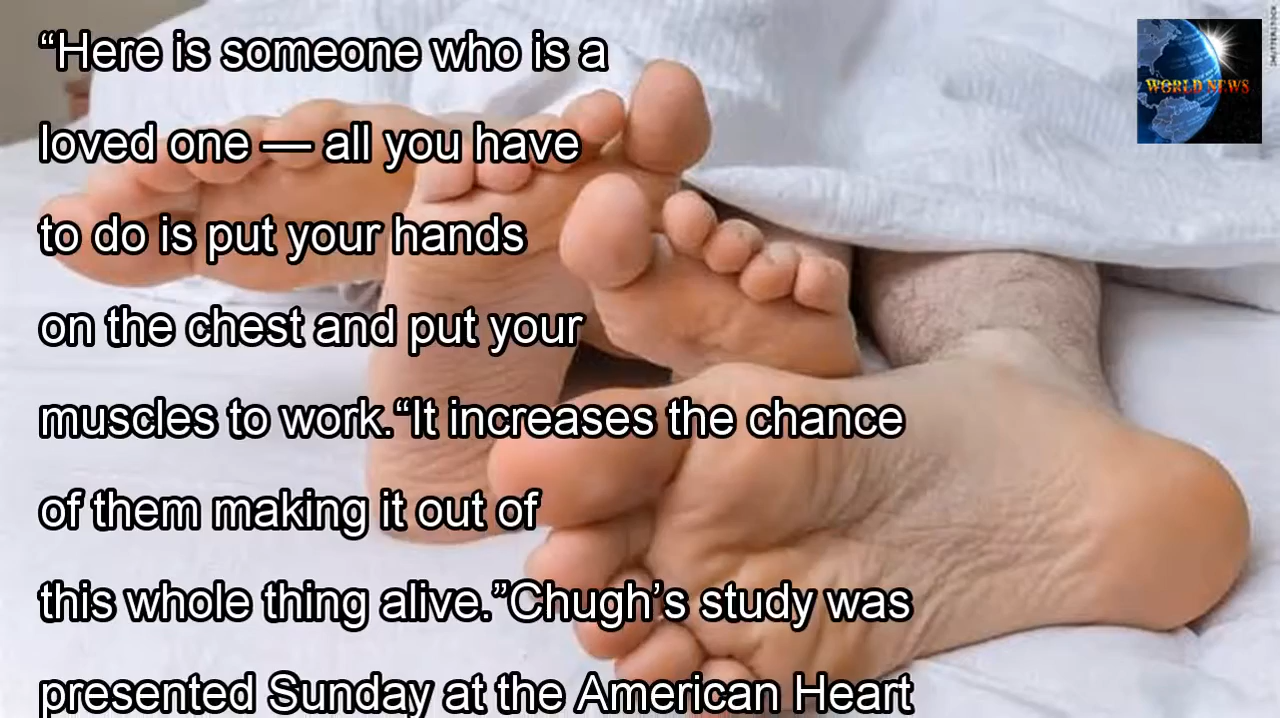 “Here is someone who is a
loved one — all you have
to do is put your hands
on the chest and put your
muscles to work.“It increases the chance
of them making it out of
this whole thing alive.”Chugh’s study was
presented Sunday at the American Heart
WORLD NEWS